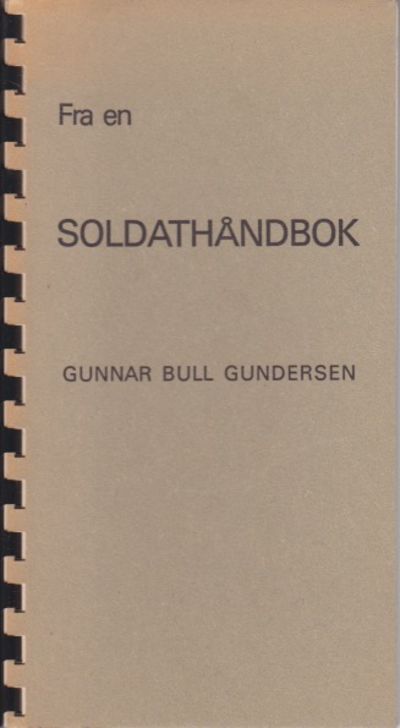 Fra en
SOLDATHÅNDBOK
GUNNAR BULL GUNDERSEN